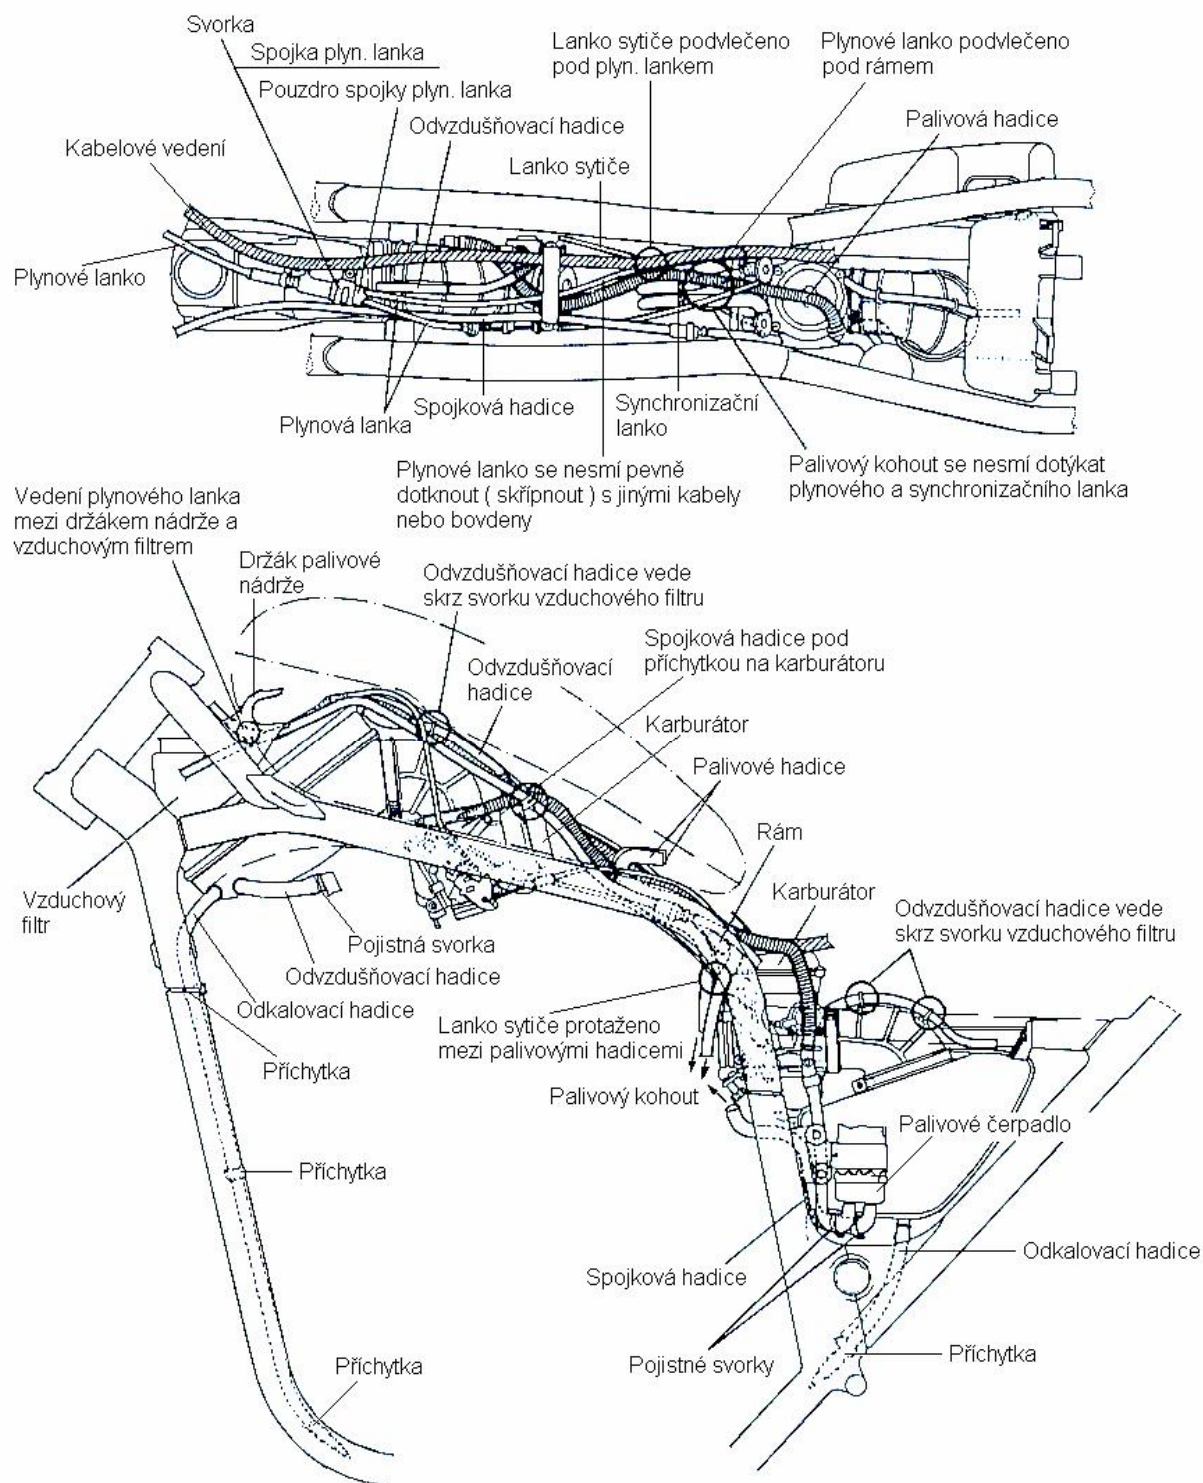 Svorka
Spojka plyn. lanka
Pouzdro spojky plyn. lanka
Odvzdušňovací hadice
Kabelové vedení
Lanko sytiče
Lanko sytiče podvlečeno
pod plyn. lankem
Plynové lanko podvlečeno
pod rámem
Palivová hadice
Plynové lanko
Plynová lanka
Spojková hadice
Synchronizační
lanko
Plynové lanko se nesmí pevně
dotknout ( skřípnout ) s jinými kabely
nebo bovdeny
Palivový kohout se nesmí dotýkat
plynového a synchronizačního lanka
Vedení plynového lanka
mezi držákem nádrže a
vzduchovým filtrem
Držák palivové
nádrže
Odvzdušňovací hadice vede
skrz svorku vzduchového filtru
Odvzdušňovací
hadice
Spojková hadice pod
příchytkou na karburátoru
Karburátor
Palivové hadice
Rám
Karburátor
Odvzdušňovací hadice vede
skrz svorku vzduchového filtru
Vzduchový
filtr
Pojistná svorka
Odvzdušňovací hadice
Odkalovací hadice
Příchytka
Lanko sytiče protaženo
mezi palivovými hadicemi
Palivový kohout
Palivové čerpadlo
Příchytka
Spojková hadice
Odkalovací hadice
Pojistné svorky
Příchytka
Příchytka